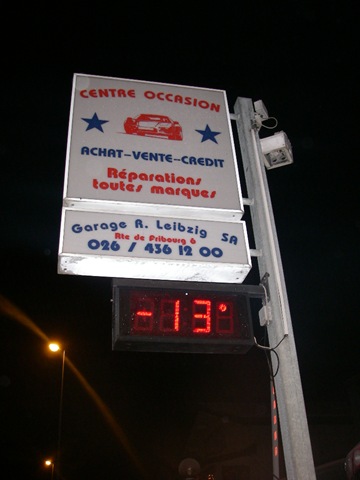 CENTRE OCCASION
ACHAT-VENTE-CREDIT
Réparations
toutes marques
Garage R. Leibzig SA
Rte de Fribourg 6
026 / 436 12 00
-13°